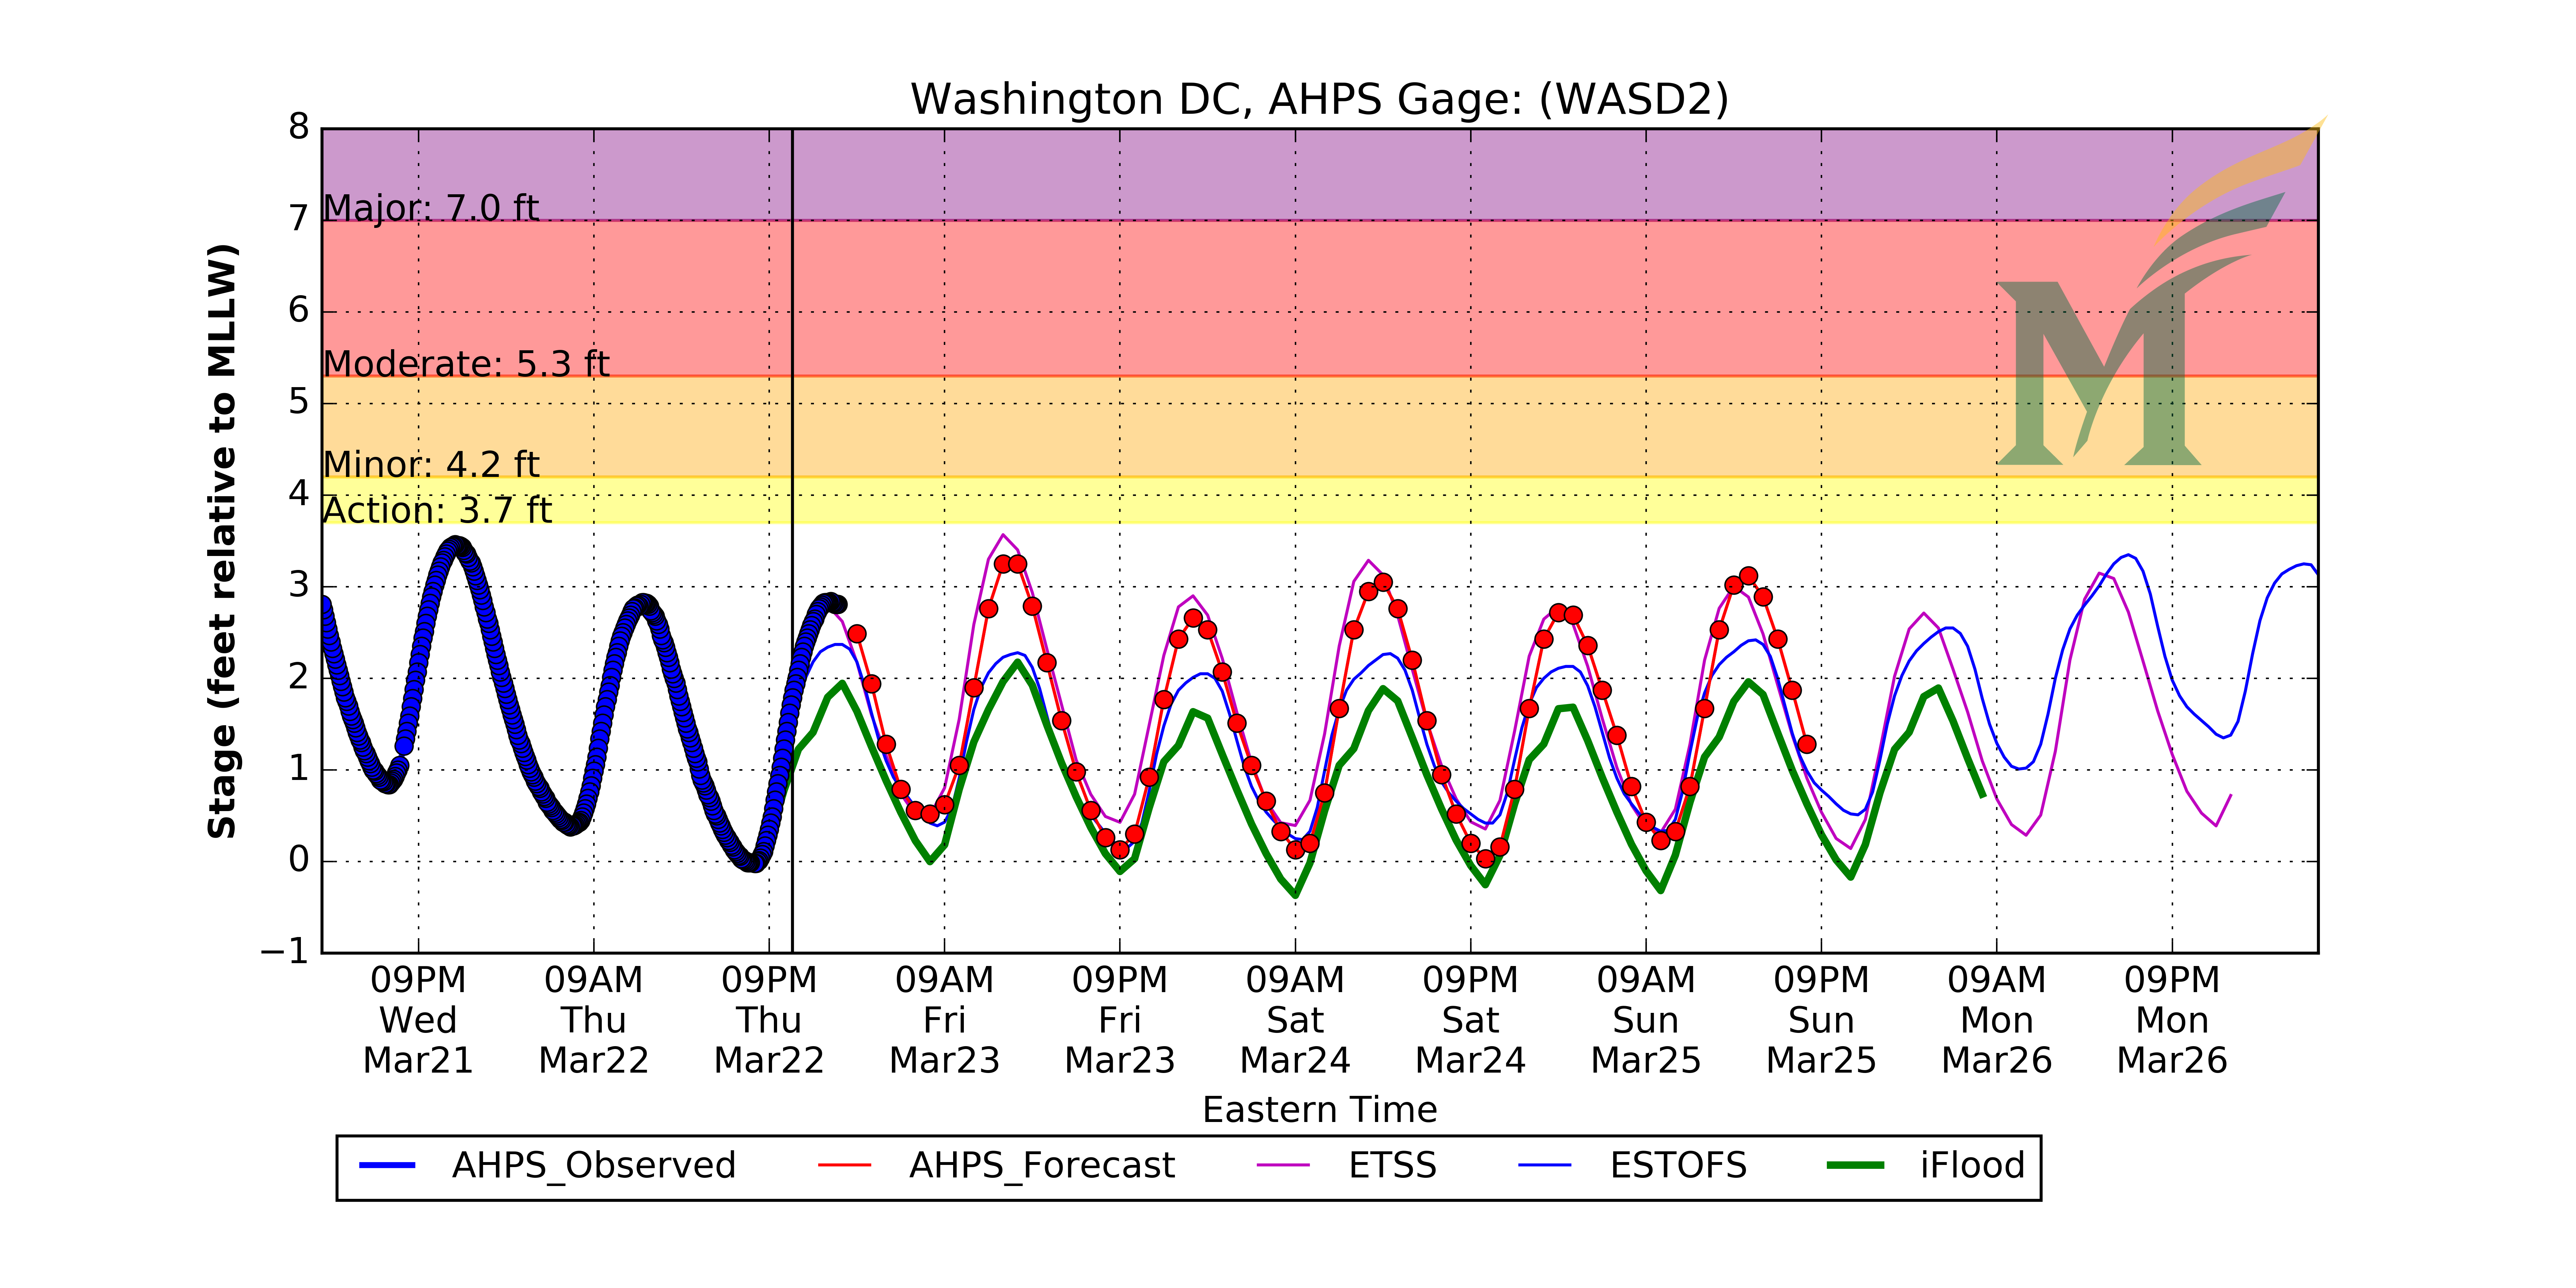 Washington DC, AHPS Gage: (WASD2)
Stage (feet relative to MLLW)
8
7
6
5
4
3
2
1
0
−1
Major: 7.0 ft
Moderate: 5.3 ft
Minor: 4.2 ft
Action: 3.7 ft
09PM 09AM 09PM 09AM 09PM 09AM 09PM 09AM 09PM 09AM 09PM
Wed Thu Thu Fri Fri Sat Sat Sun Sun Mon Mon
Mar21 Mar22 Mar22 Mar23 Mar23 Mar24 Mar24 Mar25 Mar25 Mar26 Mar26
Eastern Time
AHPS_Observed AHPS_Forecast ETSS ESTOFS iFlood